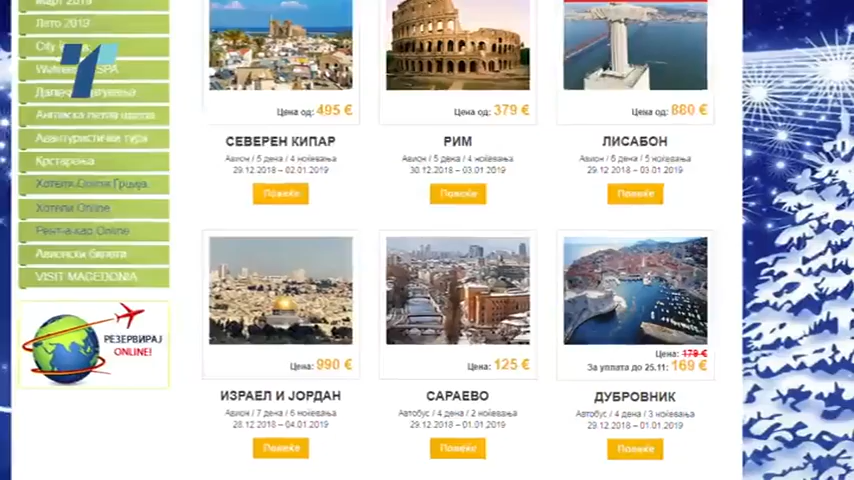 Март 2019
Лето 2019
City
SPA
Англиска
Авантуристички тури
Крстарења
Хотели Online
Рент-а-кар Online
Авионски билети
VISIT MACEDONIA
РЕЗЕРВИРАЈ
ONLINE!
Цена од: 495 €
СЕВЕРЕН КИПАР
Авион / 5 дена / 4 ноќевања
29.12.2018 – 02.01.2019
Повеќе
Цена од: 379 €
РИМ
Авион / 5 дена / 4 ноќевања
30.12.2018 – 03.01.2019
Повеќе
Цена од: 880 €
ЛИСАБОН
Авион / 6 дена / 5 ноќевања
29.12.2018 – 03.01.2019
Повеќе
Цена: 990 €
ИЗРАЕЛ И ЈОРДАН
Авион / 7 дена / 6 ноќевања
28.12.2018 – 04.01.2019
Повеќе
Цена: 125 €
САРАЕВО
Автобус / 4 дена / 2 ноќевања
29.12.2018 – 01.01.2019
Повеќе
Цена: 179 €
За уплата до 25.11: 169 €
ДУБРОВНИК
Автобус / 4 дена / 3 ноќевања
29.12.2018 – 01.01.2019
Повеќе